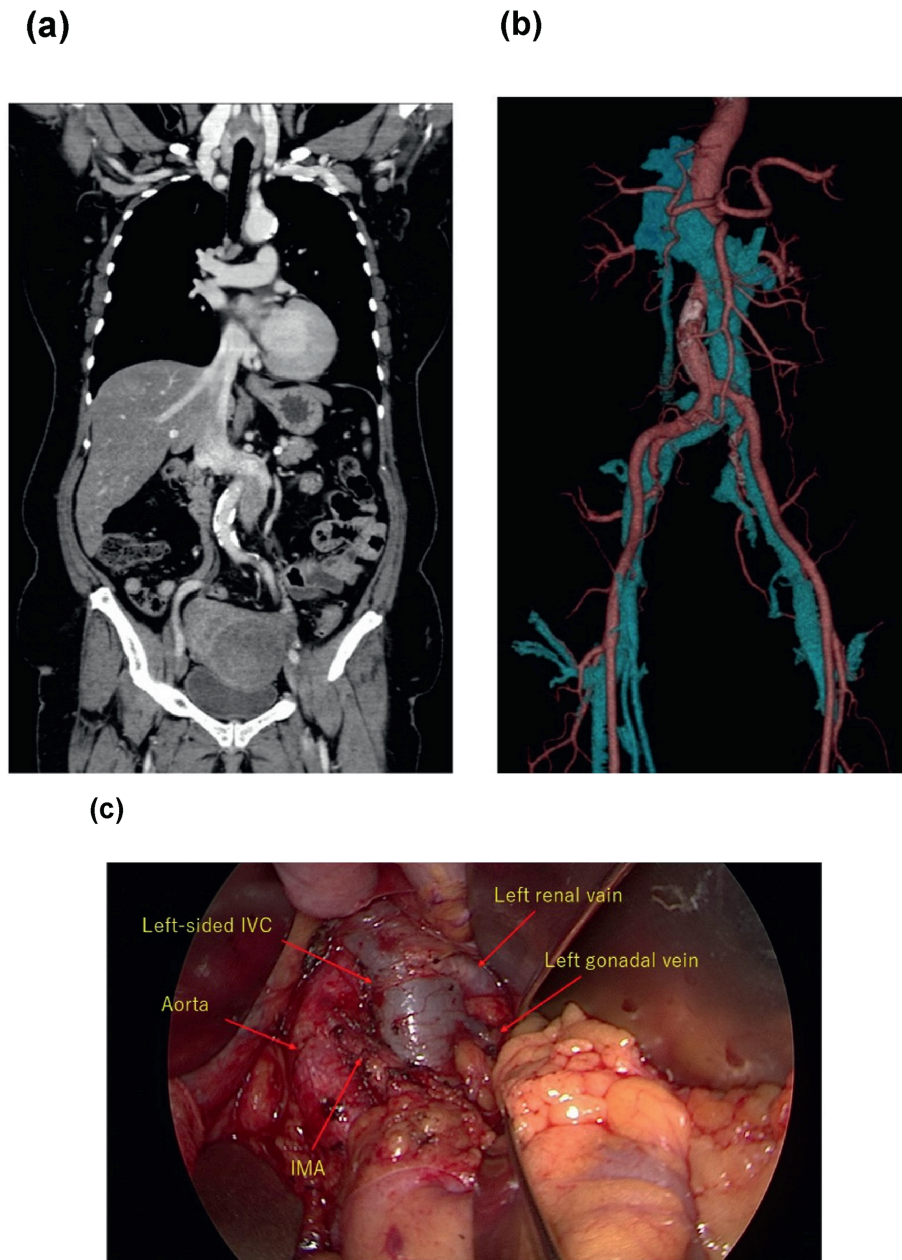 (a)
(b)
(c)
Left renal vain
Left-sided IVC
Left gonadal vein
Aorta
IMA